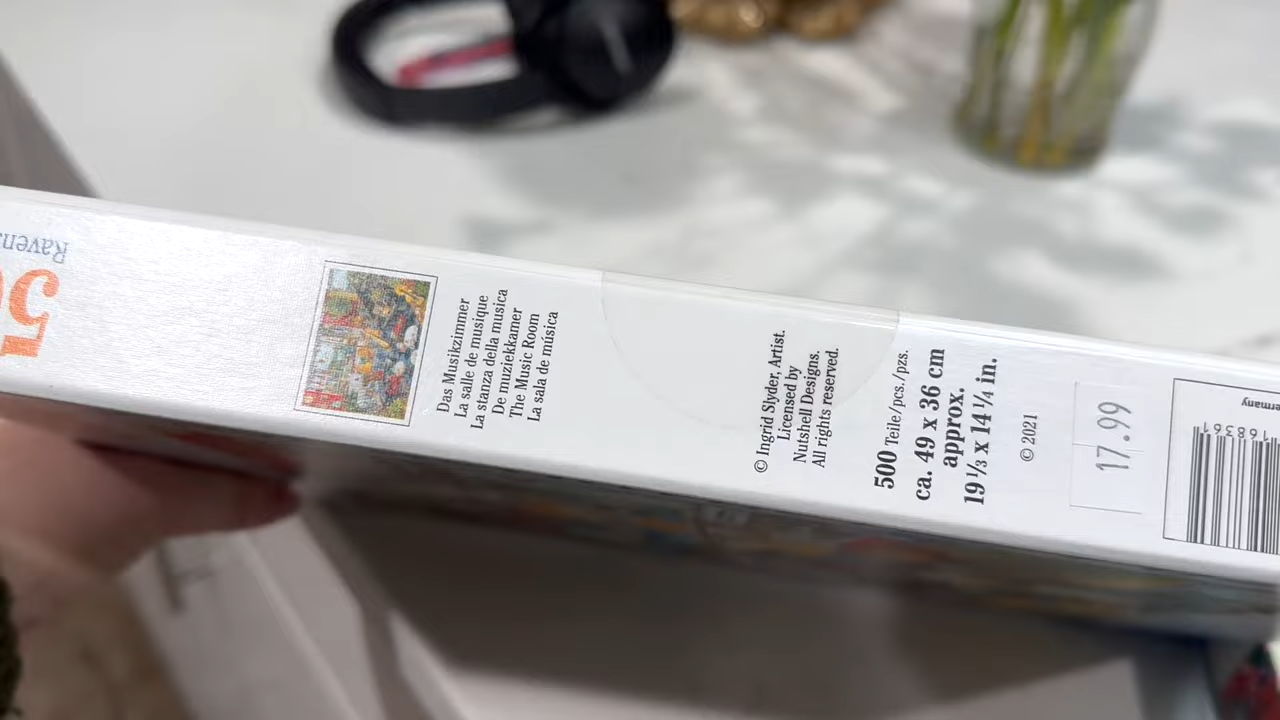 Das Musikzimmer
La salle de musique
La stanza della musica
De muziekkamer
The Music Room
La sala de música
© Ingrid Slyder, Artist.
Licensed by
Nutshell Designs.
All rights reserved.
500 Teile/pcs./pzs.
ca. 49 x 36 cm
approx.
19 1/3 x 14 1/4 in.
© 2021
17.99